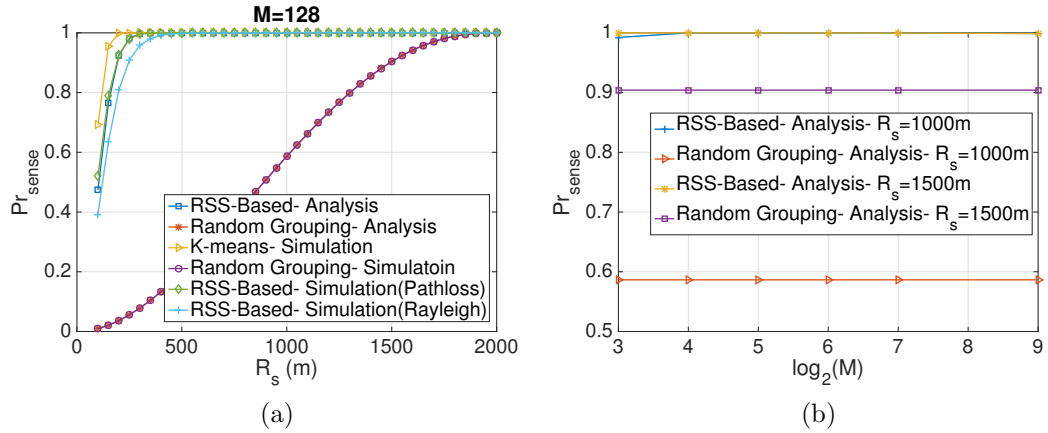 M=128
Pr_sense
1
0.8
0.6
0.4
0.2
0
RSS-Based- Analysis
Random Grouping- Analysis
K-means- Simulation
Random Grouping- Simulatoin
RSS-Based- Simulation(Pathloss)
RSS-Based- Simulation(Rayleigh)
0 500 1000 1500 2000
R_s (m)
(a)
Pr_sense
1
0.9
0.8
0.7
0.6
0.5
RSS-Based- Analysis- R_s=1000m
Random Grouping- Analysis- R_s=1000m
RSS-Based- Analysis- R_s=1500m
Random Grouping- Analysis- R_s=1500m
3 4 5 6 7 8 9
log_2(M)
(b)